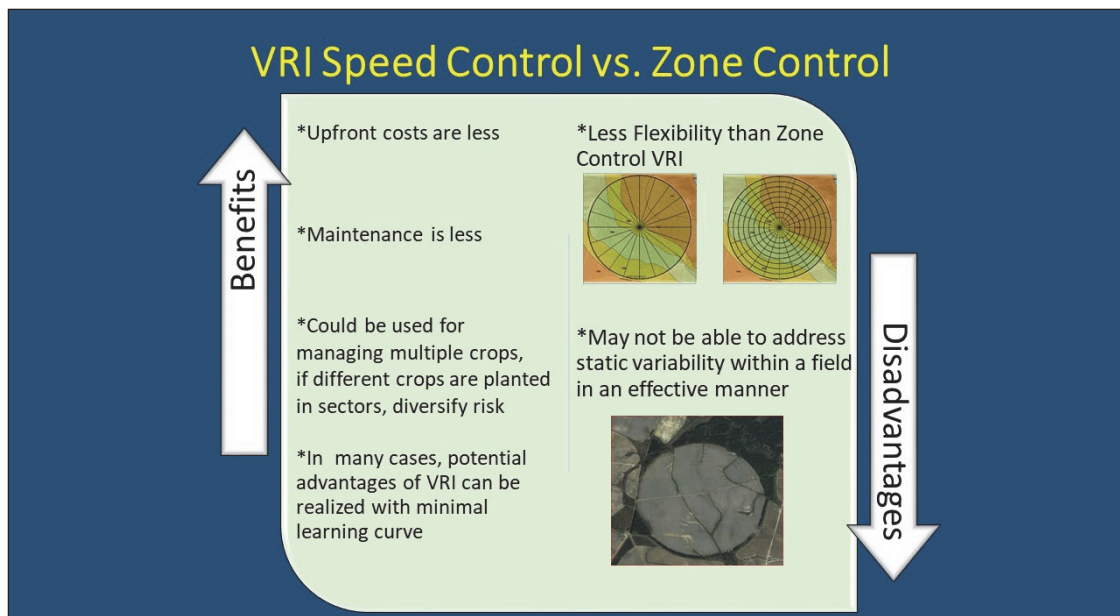 VRI Speed Control vs. Zone Control
Benefits
*Upfront costs are less
*Maintenance is less
*Could be used for
managing multiple crops,
if different crops are planted
in sectors, diversify risk
*In many cases, potential
advantages of VRI can be
realized with minimal
learning curve
*Less Flexibility than Zone
Control VRI
*May not be able to address
static variability within a field
in an effective manner
Disadvantages